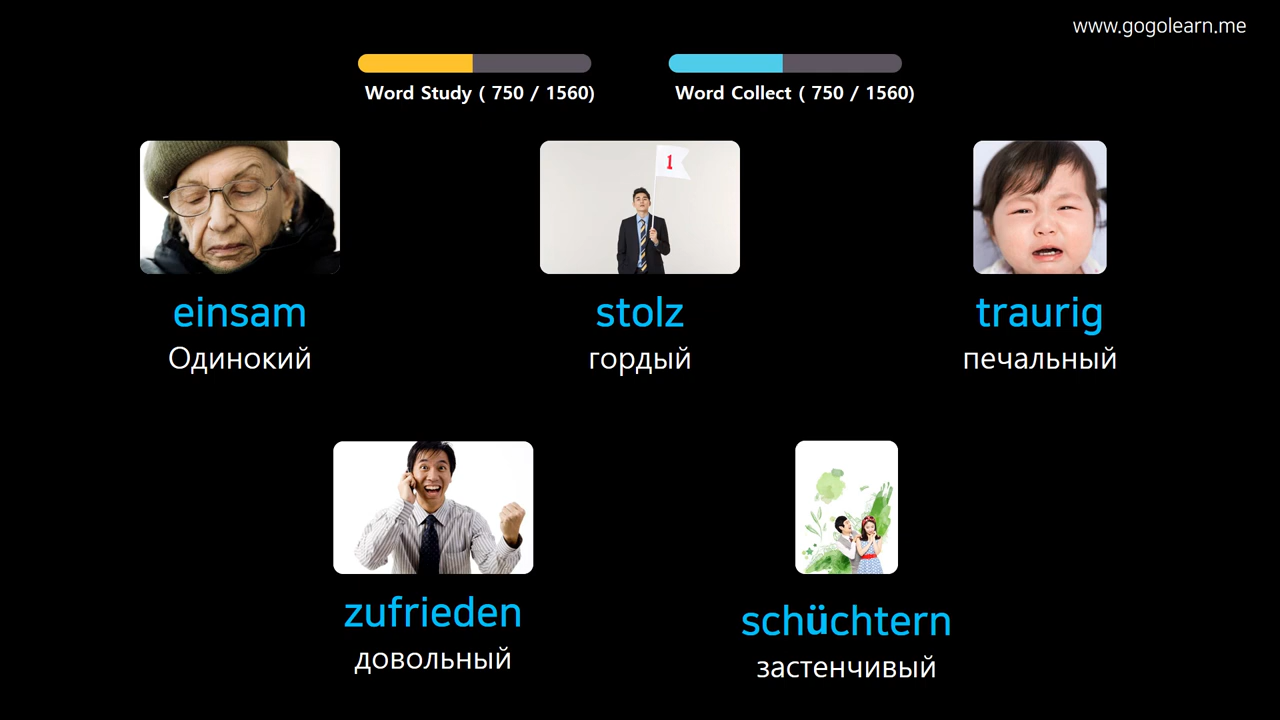 www.gogolearn.me
Word Study ( 750 / 1560)
Word Collect ( 750 / 1560)
1
einsam
Одинокий
stolz
гордый
traurig
печальный
zufrieden
довольный
schüchtern
застенчивый